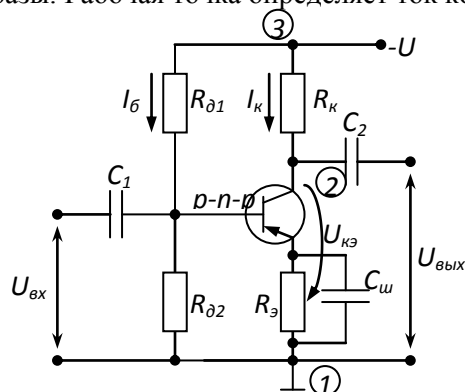 разы. Рабочая точка определяет ток ко
3
-U
Iб Rд1 Iк Rк
C2
C1 p-n-p 2
Uкэ
Uвх Rд2 Rэ Cш Uвых
1